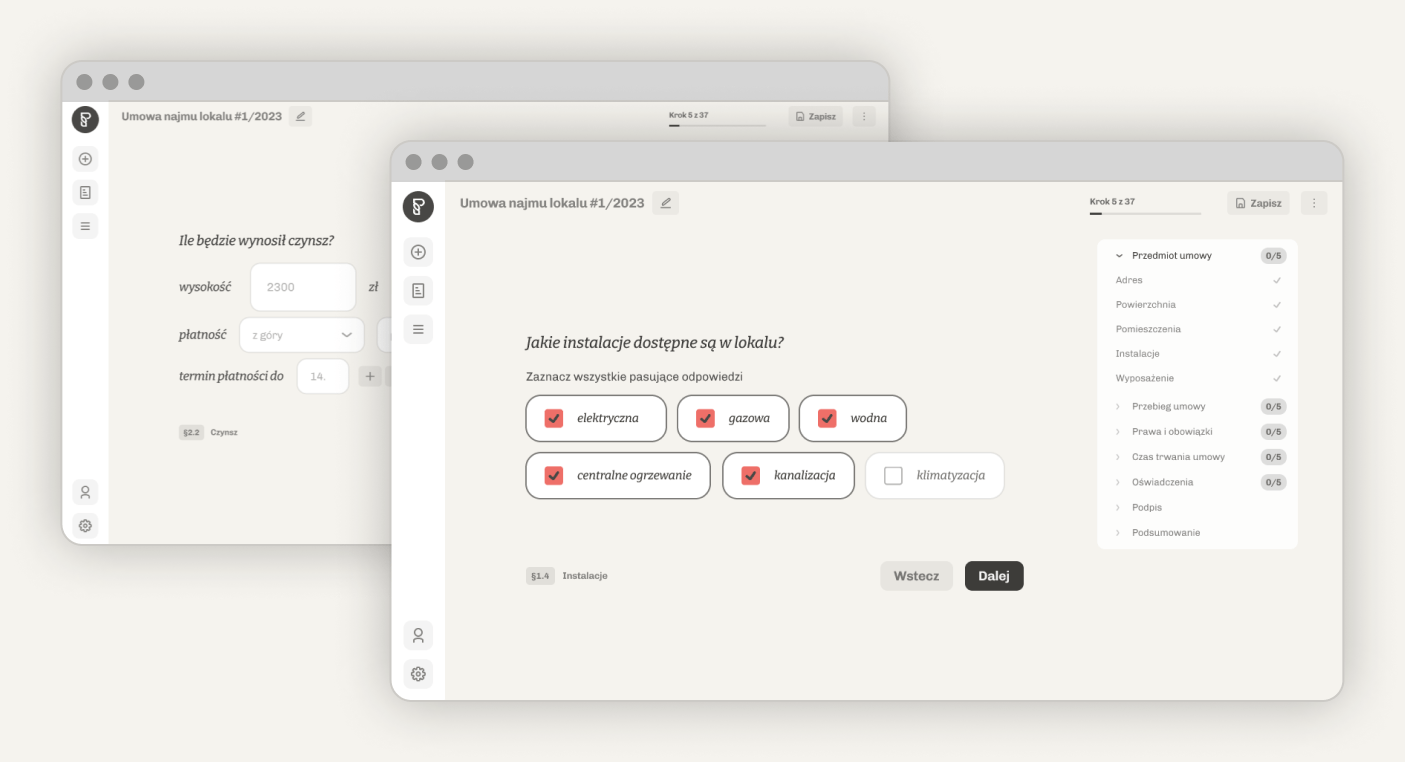 Umowa najmu lokalu #1/2023
Krok 5 z 37
Zapisz
Ile będzie wynosił czynsz?
wysokość
2300
zł
płatność
z góry
termin płatności do
14.
§2.2 Czynsz
Umowa najmu lokalu #1/2023
Krok 5 z 37
Zapisz
Jakie instalacje dostępne są w lokalu?
Zaznacz wszystkie pasujące odpowiedzi
elektryczna
gazowa
wodna
centralne ogrzewanie
kanalizacja
klimatyzacja
§1.4 Instalacje
Wstecz
Dalej
Przedmiot umowy 0/5
Adres
Powierzchnia
Pomieszczenia
Instalacje
Wyposażenie
Przebieg umowy 0/5
Prawa i obowiązki 0/5
Czas trwania umowy 0/5
Oświadczenia 0/5
Podpis
Podsumowanie